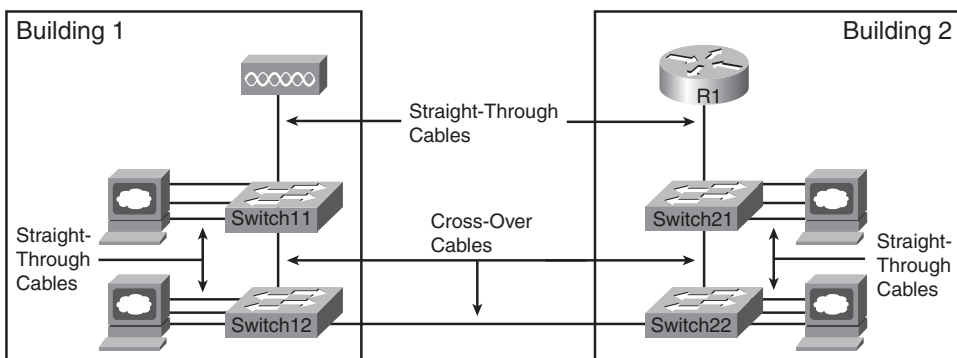 Building 1
Building 2
R1
Straight-Through
Cables
Switch11
Switch21
Straight-
Through
Cables
Cross-Over
Cables
Straight-
Through
Cables
Switch12
Switch22